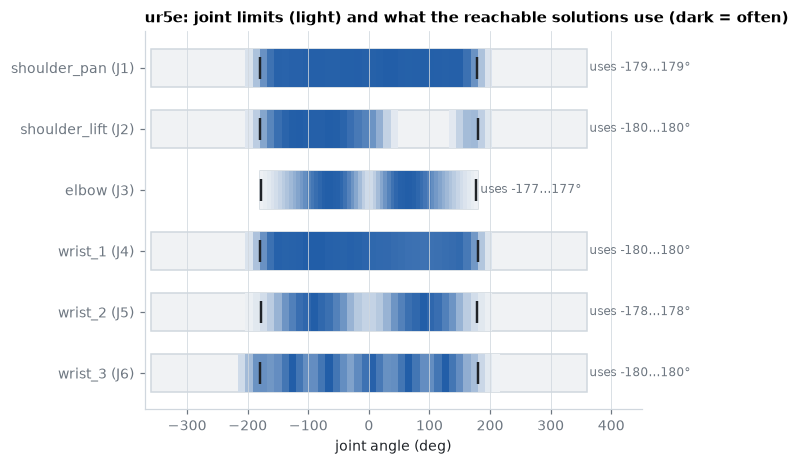 ur5e: joint limits (light) and what the reachable solutions use (dark = often)
shoulder_pan (J1)
uses -179...179°
shoulder_lift (J2)
uses -180...180°
elbow (J3)
uses -177...177°
wrist_1 (J4)
uses -180...180°
wrist_2 (J5)
uses -178...178°
wrist_3 (J6)
uses -180...180°
−300 −200 −100 0 100 200 300 400
joint angle (deg)